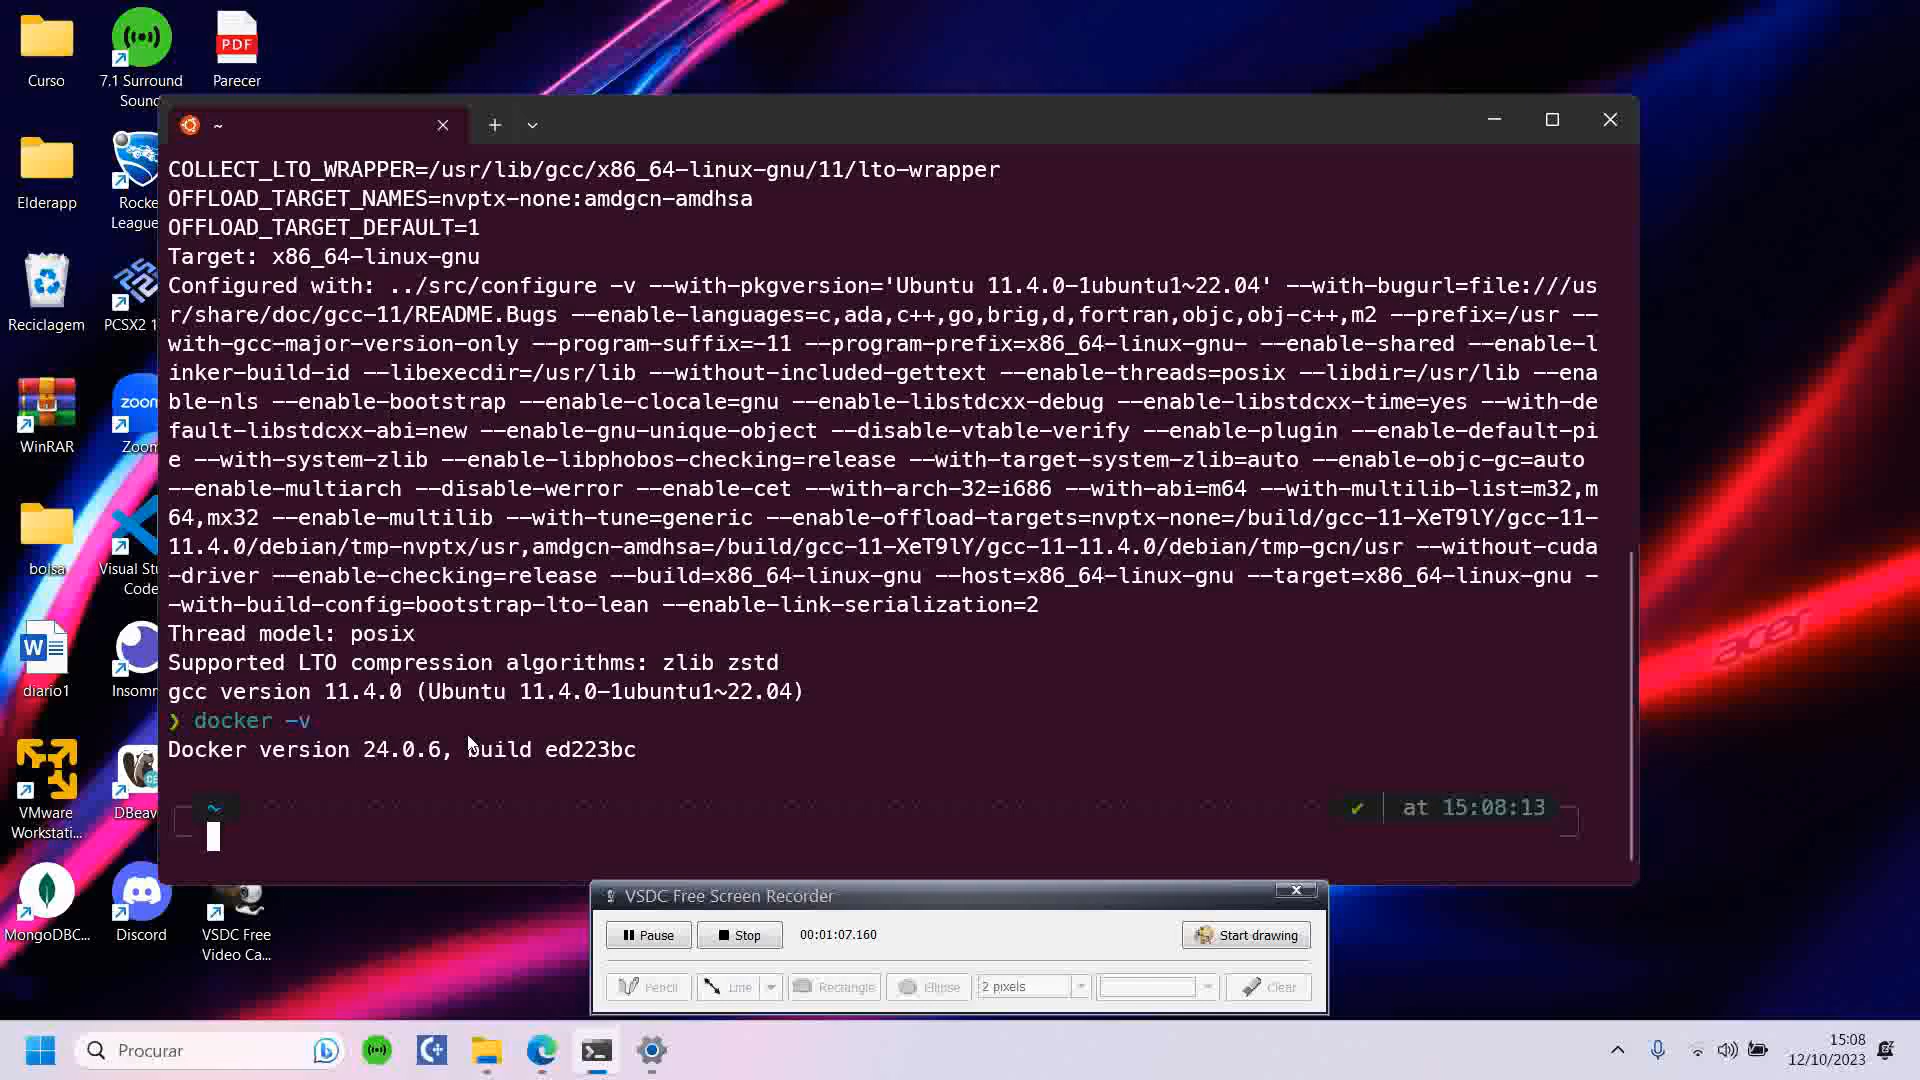 Curso
7.1 Surround
Sound
PDF
Parecer
Elderapp
Rocke
League
Reciclagem
PCSX2 1
WinRAR
zoom
Zoom
bolsa
Visual Stu
Code
W
diario1
Insomn
VMware
Workstati...
DBeav
MongoDBC...
Discord
VSDC Free
Video Ca...
~
COLLECT_LTO_WRAPPER=/usr/lib/gcc/x86_64-linux-gnu/11/lto-wrapper
OFFLOAD_TARGET_NAMES=nvptx-none:amdgcn-amdhsa
OFFLOAD_TARGET_DEFAULT=1
Target: x86_64-linux-gnu
Configured with: ../src/configure -v --with-pkgversion='Ubuntu 11.4.0-1ubuntu1~22.04' --with-bugurl=file:///us
r/share/doc/gcc-11/README.Bugs --enable-languages=c,ada,c++,go,brig,d,fortran,objc,obj-c++,m2 --prefix=/usr --
with-gcc-major-version-only --program-suffix=-11 --program-prefix=x86_64-linux-gnu- --enable-shared --enable-l
inker-build-id --libexecdir=/usr/lib --without-included-gettext --enable-threads=posix --libdir=/usr/lib --ena
ble-nls --enable-bootstrap --enable-clocale=gnu --enable-libstdcxx-debug --enable-libstdcxx-time=yes --with-de
fault-libstdcxx-abi=new --enable-gnu-unique-object --disable-vtable-verify --enable-plugin --enable-default-pi
e --with-system-zlib --enable-libphobos-checking=release --with-target-system-zlib=auto --enable-objc-gc=auto
--enable-multiarch --disable-werror --enable-cet --with-arch-32=i686 --with-abi=m64 --with-multilib-list=m32,m
64,mx32 --enable-multilib --with-tune=generic --enable-offload-targets=nvptx-none=/build/gcc-11-XeT9lY/gcc-11-
11.4.0/debian/tmp-nvptx/usr,amdgcn-amdhsa=/build/gcc-11-XeT9lY/gcc-11-11.4.0/debian/tmp-gcn/usr --without-cuda
-driver --enable-checking=release --build=x86_64-linux-gnu --host=x86_64-linux-gnu --target=x86_64-linux-gnu -
-with-build-config=bootstrap-lto-lean --enable-link-serialization=2
Thread model: posix
Supported LTO compression algorithms: zlib zstd
gcc version 11.4.0 (Ubuntu 11.4.0-1ubuntu1~22.04)
❯ docker -v
Docker version 24.0.6, build ed223bc
~ ✔ at 15:08:13
acer
VSDC Free Screen Recorder
Pause Stop 00:01:07.160 Start drawing
Pencil Line Rectangle Ellipse 2 pixels Clear
Procurar
15:08
12/10/2023